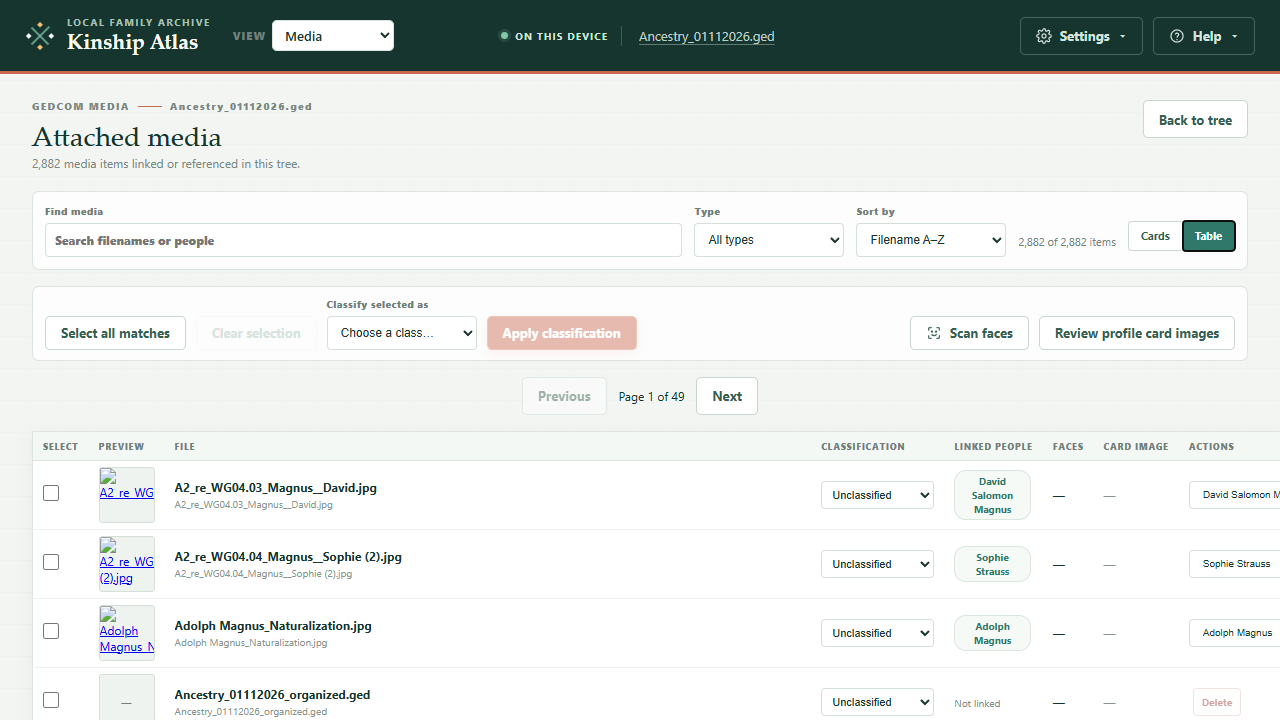 LOCAL FAMILY ARCHIVE
Kinship Atlas
VIEW
Media
ON THIS DEVICE
Ancestry_01112026.ged
Settings
Help
GEDCOM MEDIA
Ancestry_01112026.ged
Attached media
2,882 media items linked or referenced in this tree.
Back to tree
Find media
Type
Sort by
Search filenames or people
All types
Filename A–Z
2,882 of 2,882 items
Cards
Table
Classify selected as
Select all matches
Clear selection
Choose a class…
Apply classification
Scan faces
Review profile card images
Previous
Page 1 of 49
Next
SELECT PREVIEW FILE CLASSIFICATION LINKED PEOPLE FACES CARD IMAGE ACTIONS
A2_re_WG
A2_re_WG04.03_Magnus__David.jpg
A2_re_WG04.03_Magnus__David.jpg
Unclassified
David
Salomon
Magnus
—
—
David Salomon M
A2_re_WG
(2).jpg
A2_re_WG04.04_Magnus__Sophie (2).jpg
A2_re_WG04.04_Magnus__Sophie (2).jpg
Unclassified
Sophie
Strauss
—
—
Sophie Strauss
Adolph
Magnus_N
Adolph Magnus_Naturalization.jpg
Adolph Magnus_Naturalization.jpg
Unclassified
Adolph
Magnus
—
—
Adolph Magnus
—
Ancestry_01112026_organized.ged
Ancestry_01112026_organized.ged
Unclassified
Not linked
—
—
Delete